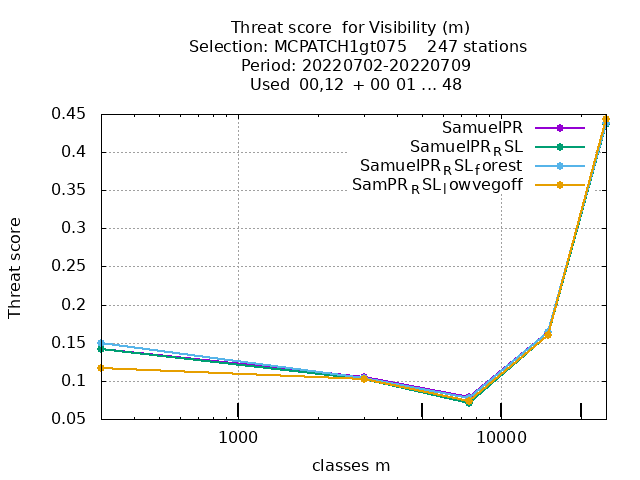 Threat score  for Visibility (m)
Selection: MCPATCH1gt075    247 stations
Period: 20220702-20220709
Used  00,12  + 00 01 ... 48
0.45
0.4
0.35
0.3
0.25
0.2
0.15
0.1
0.05
Threat score
SamuelPR
SamuelPR_RSL
SamuelPR_RSL_forest
SamPR_RSL_lowvegoff
1000
10000
classes m